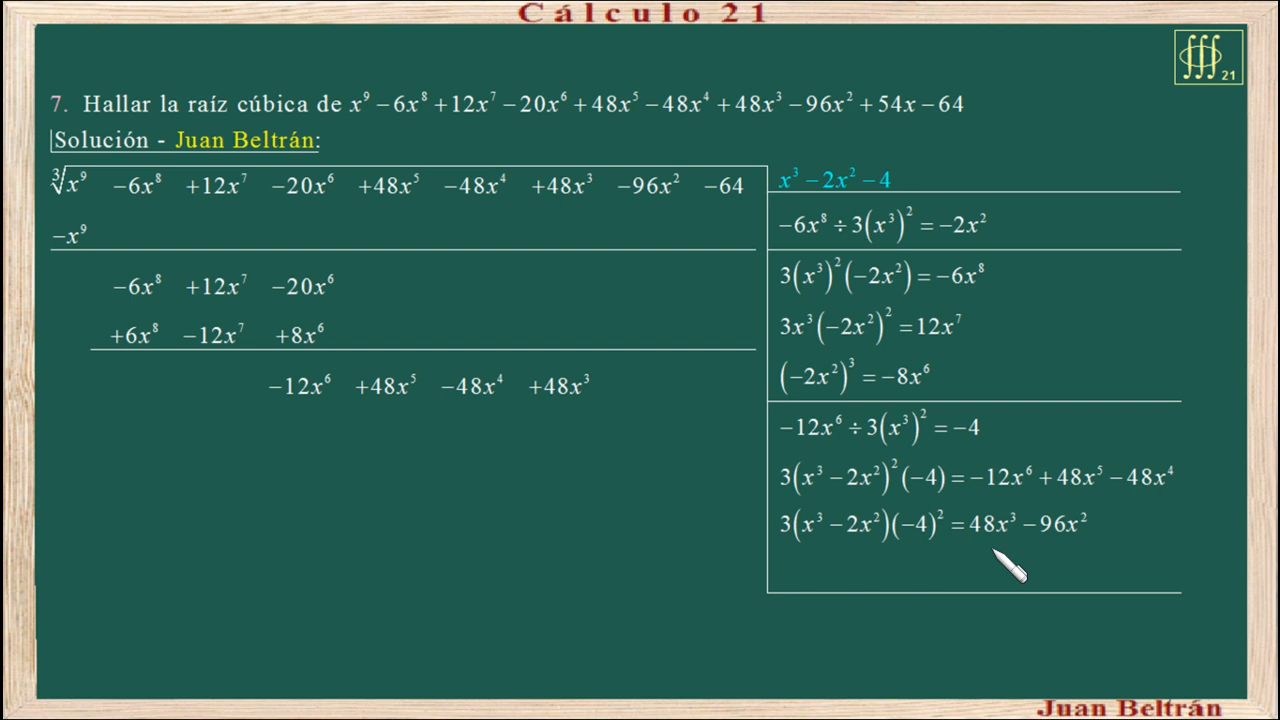 Cálculo 21
∫∫∫ 21
7. Hallar la raíz cúbica de x⁹ − 6x⁸ + 12x⁷ − 20x⁶ + 48x⁵ − 48x⁴ + 48x³ − 96x² + 54x − 64
Solución - Juan Beltrán:
∛x⁹ −6x⁸ +12x⁷ −20x⁶ +48x⁵ −48x⁴ +48x³ −96x² −64
−x⁹
−6x⁸ +12x⁷ −20x⁶
+6x⁸ −12x⁷ +8x⁶
−12x⁶ +48x⁵ −48x⁴ +48x³
x³ − 2x² − 4
−6x⁸ ÷ 3(x³)² = −2x²
3(x³)²(−2x²) = −6x⁸
3x³(−2x²)² = 12x⁷
(−2x²)³ = −8x⁶
−12x⁶ ÷ 3(x³)² = −4
3(x³ − 2x²)²(−4) = −12x⁶ + 48x⁵ − 48x⁴
3(x³ − 2x²)(−4)² = 48x³ − 96x²
Juan Beltrán